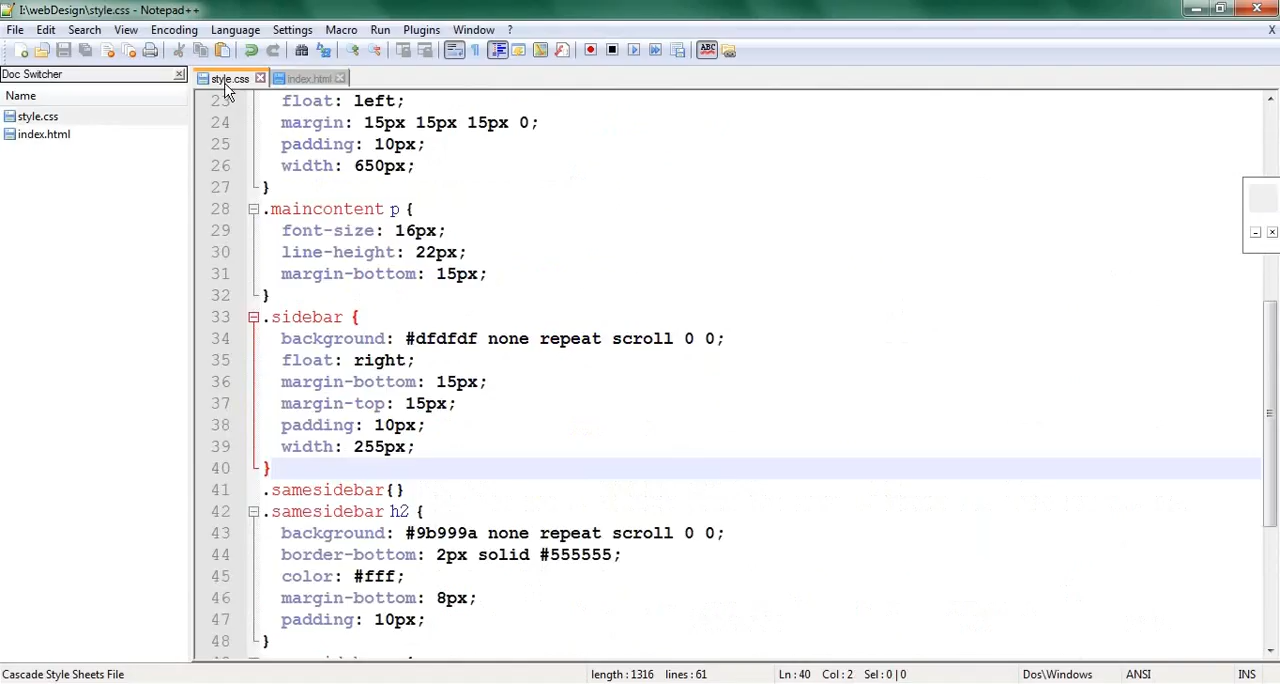 I:\webDesign\style.css - Notepad++
File Edit Search View Encoding Language Settings Macro Run Plugins Window ? X
ABC
Doc Switcher
style.css index.html
Name
style.css
index.html
23 float: left;
24 margin: 15px 15px 15px 0;
25 padding: 10px;
26 width: 650px;
27 }
28 .maincontent p {
29 font-size: 16px;
30 line-height: 22px;
31 margin-bottom: 15px;
32 }
33 .sidebar {
34 background: #dfdfdf none repeat scroll 0 0;
35 float: right;
36 margin-bottom: 15px;
37 margin-top: 15px;
38 padding: 10px;
39 width: 255px;
40 }
41 .samesidebar{}
42 .samesidebar h2 {
43 background: #9b999a none repeat scroll 0 0;
44 border-bottom: 2px solid #555555;
45 color: #fff;
46 margin-bottom: 8px;
47 padding: 10px;
48 }
Cascade Style Sheets File length : 1316 lines : 61 Ln : 40 Col : 2 Sel : 0 | 0 Dos\Windows ANSI INS